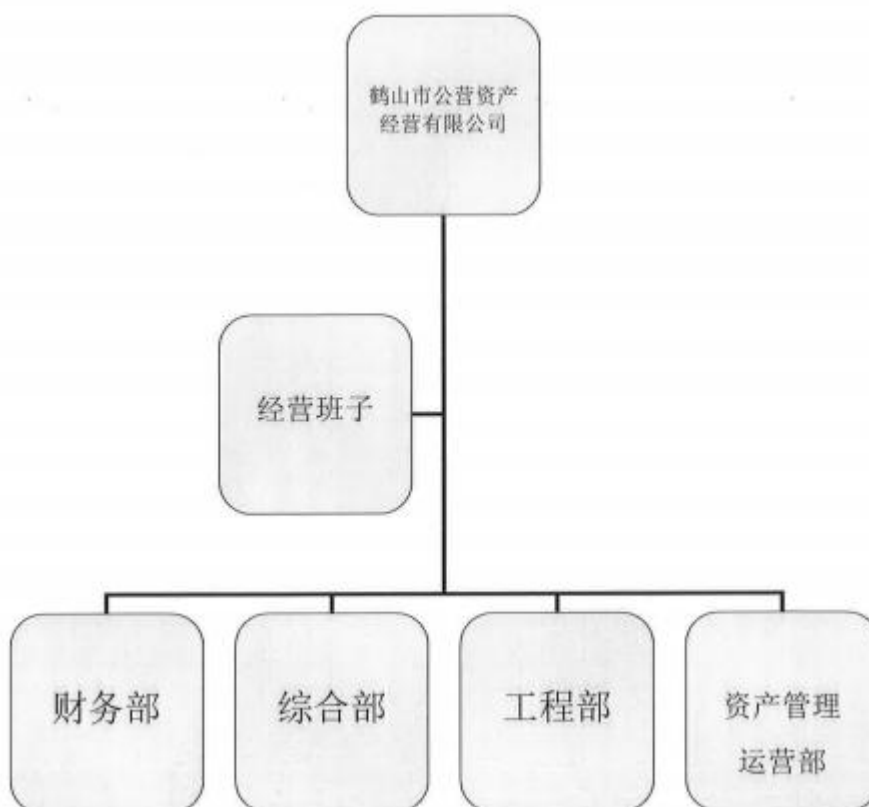 鹤山市公营资产
经营有限公司
经营班子
财务部
综合部
工程部
资产管理
运营部